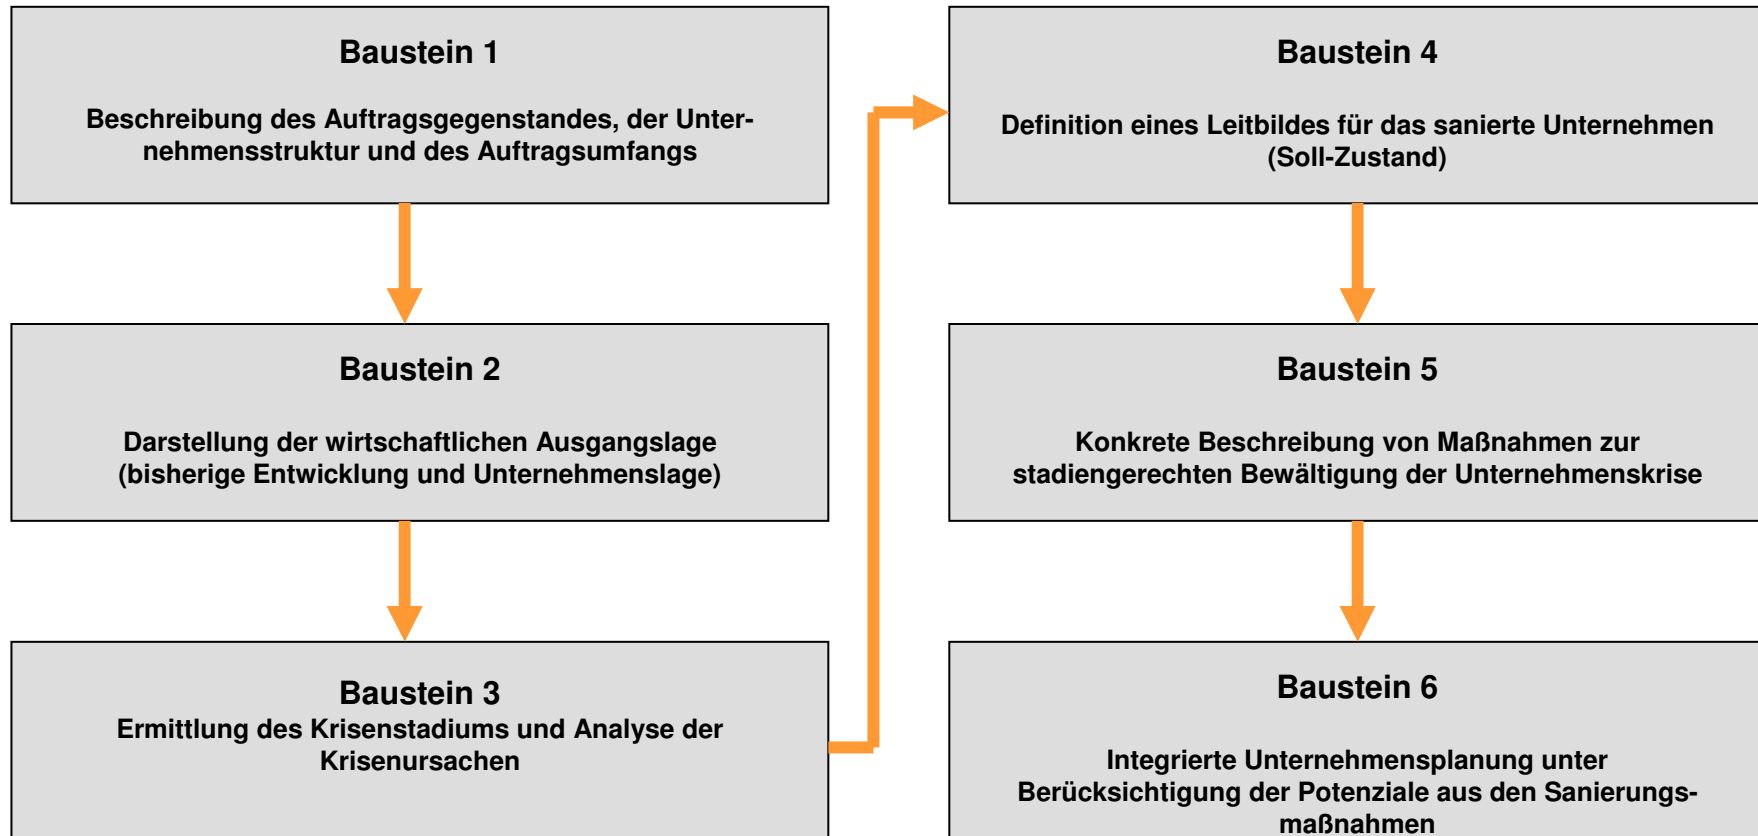 Baustein 1
Beschreibung des Auftragsgegenstandes, der Unter-
nehmensstruktur und des Auftragsumfangs
Baustein 2
Darstellung der wirtschaftlichen Ausgangslage
(bisherige Entwicklung und Unternehmenslage)
Baustein 3
Ermittlung des Krisenstadiums und Analyse der
Krisenursachen
Baustein 4
Definition eines Leitbildes für das sanierte Unternehmen
(Soll-Zustand)
Baustein 5
Konkrete Beschreibung von Maßnahmen zur
stadiengerechten Bewältigung der Unternehmenskrise
Baustein 6
Integrierte Unternehmensplanung unter
Berücksichtigung der Potenziale aus den Sanierungs-
maßnahmen